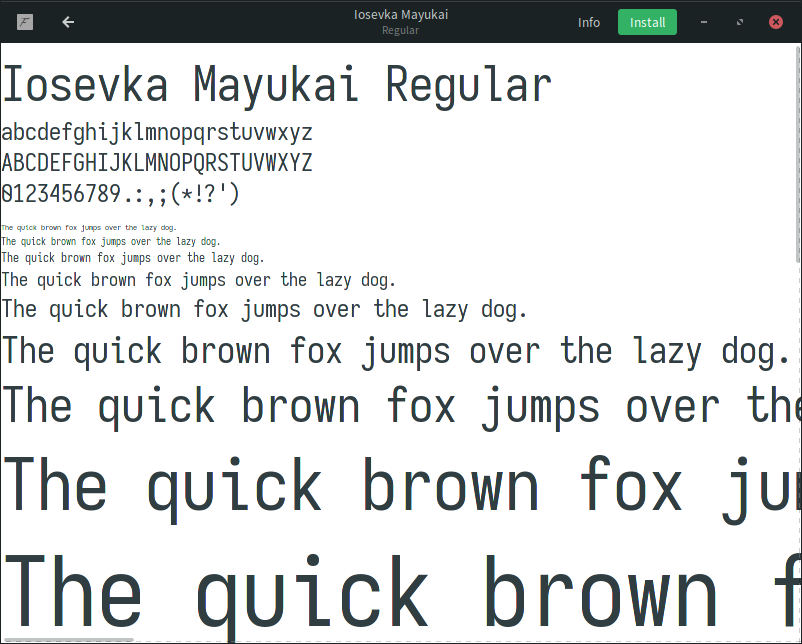 Iosevka Mayukai
Regular
Info
Install
Iosevka Mayukai Regular
abcdefghijklmnopqrstuvwxyz
ABCDEFGHIJKLMNOPQRSTUVWXYZ
0123456789.:,;(*!?')
The quick brown fox jumps over the lazy dog.
The quick brown fox jumps over the lazy dog.
The quick brown fox jumps over the lazy dog.
The quick brown fox jumps over the lazy dog.
The quick brown fox jumps over the lazy dog.
The quick brown fox jumps over the lazy dog.
The quick brown fox jumps over the
The quick brown fox ju
The quick brown f